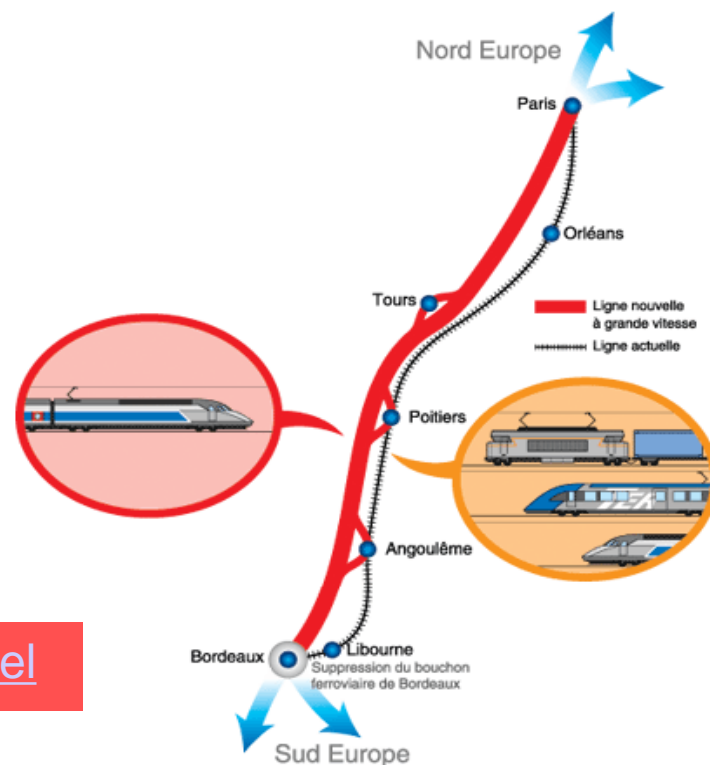 Nord Europe
Paris
Orléans
Tours
Ligne nouvelle
à grande vitesse
Ligne actuelle
Poitiers
TER
Angoulême
el
Bordeaux
Libourne
Suppression du bouchon
ferroviaire de Bordeaux
Sud Europe